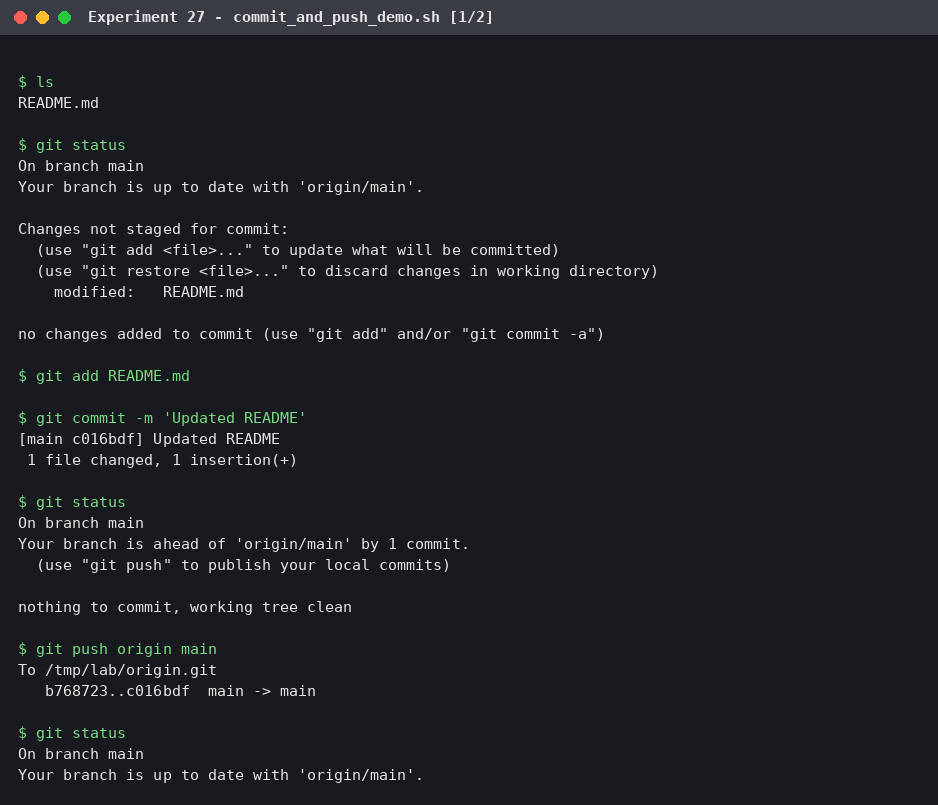 Experiment 27 - commit_and_push_demo.sh [1/2]
$ ls
README.md
$ git status
On branch main
Your branch is up to date with 'origin/main'.
Changes not staged for commit:
  (use "git add <file>..." to update what will be committed)
  (use "git restore <file>..." to discard changes in working directory)
    modified:   README.md
no changes added to commit (use "git add" and/or "git commit -a")
$ git add README.md
$ git commit -m 'Updated README'
[main c016bdf] Updated README
 1 file changed, 1 insertion(+)
$ git status
On branch main
Your branch is ahead of 'origin/main' by 1 commit.
  (use "git push" to publish your local commits)
nothing to commit, working tree clean
$ git push origin main
To /tmp/lab/origin.git
   b768723..c016bdf  main -> main
$ git status
On branch main
Your branch is up to date with 'origin/main'.